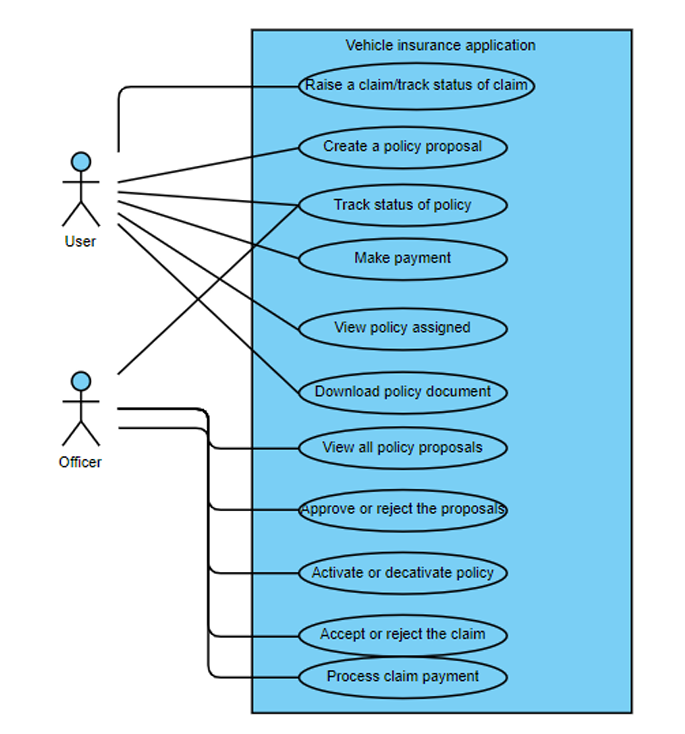 Vehicle insurance application
Raise a claim/track status of claim
Create a policy proposal
Track status of policy
User
Make payment
View policy assigned
Download policy document
View all policy proposals
Officer
Approve or reject the proposals
Activate or decativate policy
Accept or reject the claim
Process claim payment